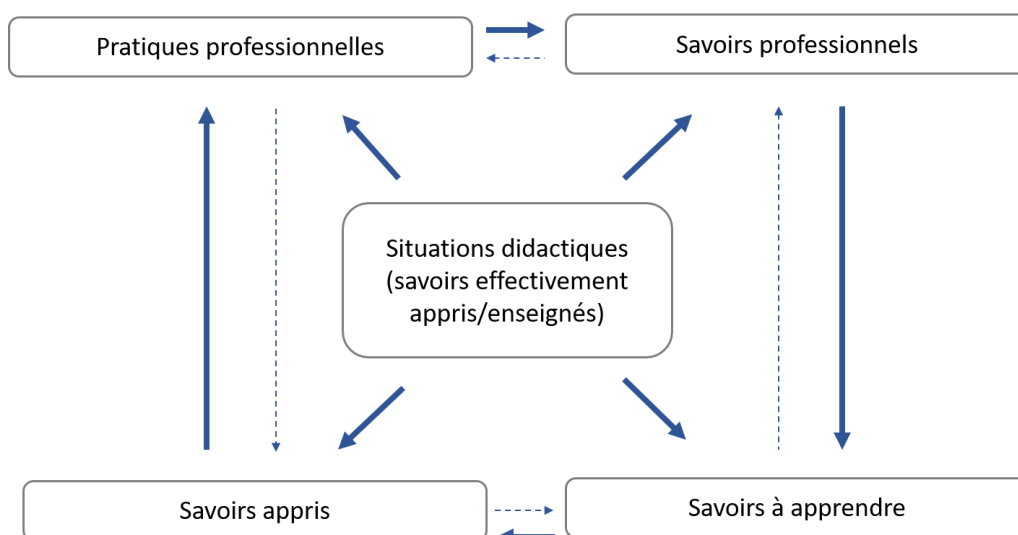 Pratiques professionnelles
Savoirs professionnels
Situations didactiques
(savoirs effectivement
appris/enseignés)
Savoirs appris
Savoirs à apprendre